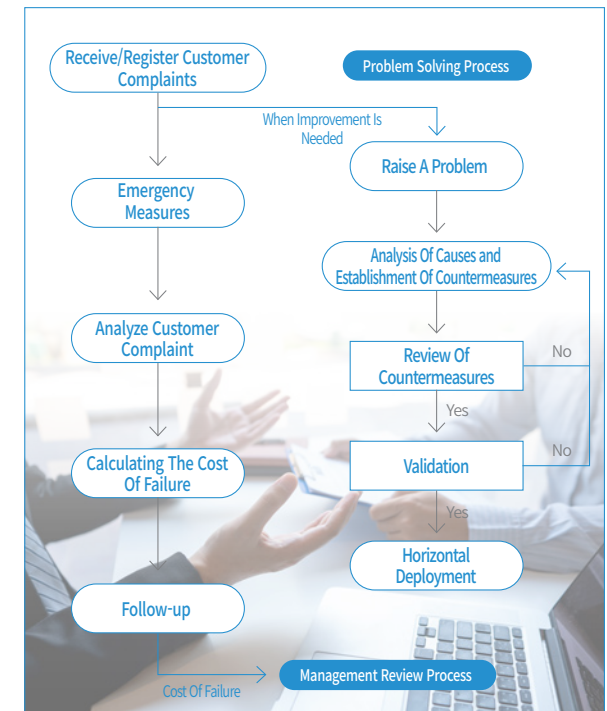 Receive/Register Customer
Complaints
Problem Solving Process
When Improvement Is
Needed
Raise A Problem
Emergency
Measures
Analysis Of Causes and
Establishment Of Countermeasures
Analyze Customer
Complaint
Review Of
Countermeasures
No
Yes
Calculating The Cost
Of Failure
Validation
No
Yes
Horizontal
Deployment
Follow-up
Cost Of Failure
Management Review Process